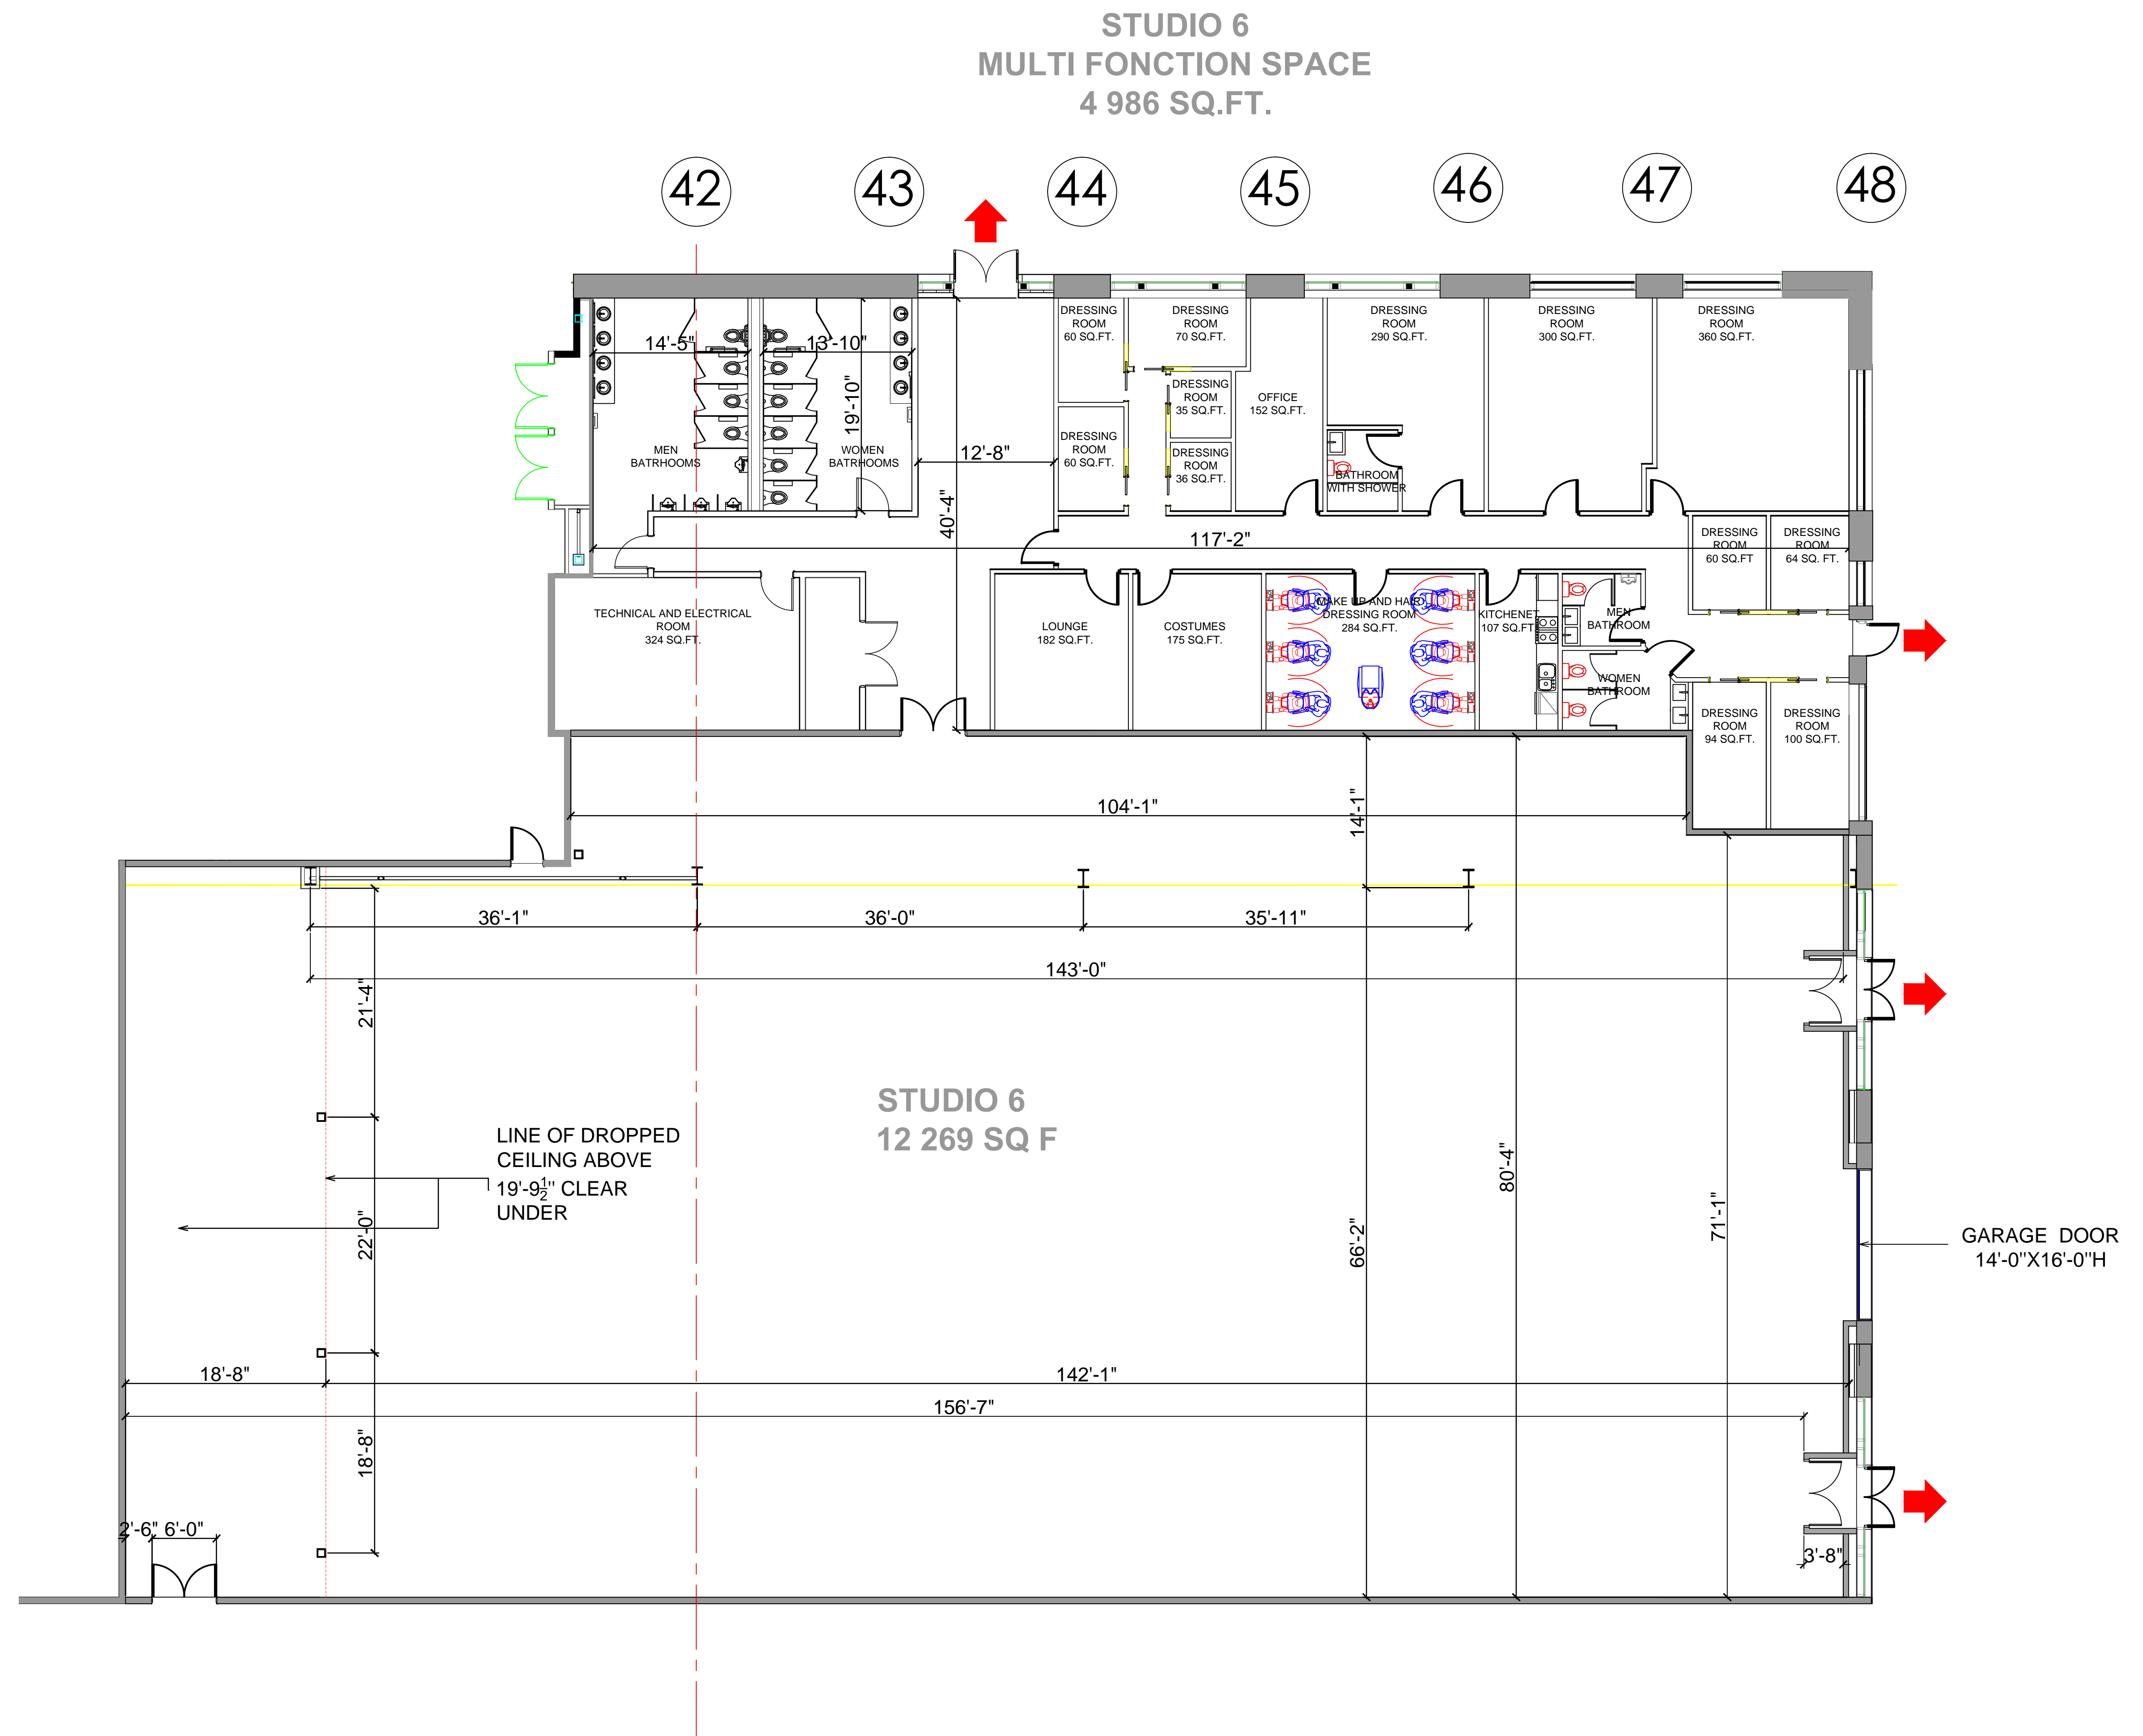 STUDIO 6
MULTI FONCTION SPACE
4 986 SQ.FT.
42
43
44
45
46
47
48
DRESSING
ROOM
60 SQ.FT.
DRESSING
ROOM
70 SQ.FT.
DRESSING
ROOM
290 SQ.FT.
DRESSING
ROOM
300 SQ.FT.
DRESSING
ROOM
360 SQ.FT.
14'-5"
13'-10"
19'-10"
DRESSING
ROOM
35 SQ.FT.
OFFICE
152 SQ.FT.
MEN
BATRHOOMS
WOMEN
BATRHOOMS
12'-8"
DRESSING
ROOM
60 SQ.FT.
DRESSING
ROOM
36 SQ.FT.
BATHROOM
WITH SHOWER
40'-4"
117'-2"
DRESSING
ROOM
60 SQ.FT
DRESSING
ROOM
64 SQ. FT.
TECHNICAL AND ELECTRICAL
ROOM
324 SQ.FT.
LOUNGE
182 SQ.FT.
COSTUMES
175 SQ.FT.
MAKE UP AND HAIR
DRESSING ROOM
284 SQ.FT.
KITCHENET
107 SQ.FT
MEN
BATHROOM
WOMEN
BATHROOM
DRESSING
ROOM
94 SQ.FT.
DRESSING
ROOM
100 SQ.FT.
104'-1"
14'-1"
36'-1"
36'-0"
35'-11"
143'-0"
21'-4"
STUDIO 6
12 269 SQ F
LINE OF DROPPED
CEILING ABOVE
19'-9½" CLEAR
UNDER
22'-0"
66'-2"
80'-4"
71'-1"
GARAGE DOOR
14'-0"X16'-0"H
18'-8"
142'-1"
156'-7"
18'-8"
2'-6" 6'-0"
3'-8"